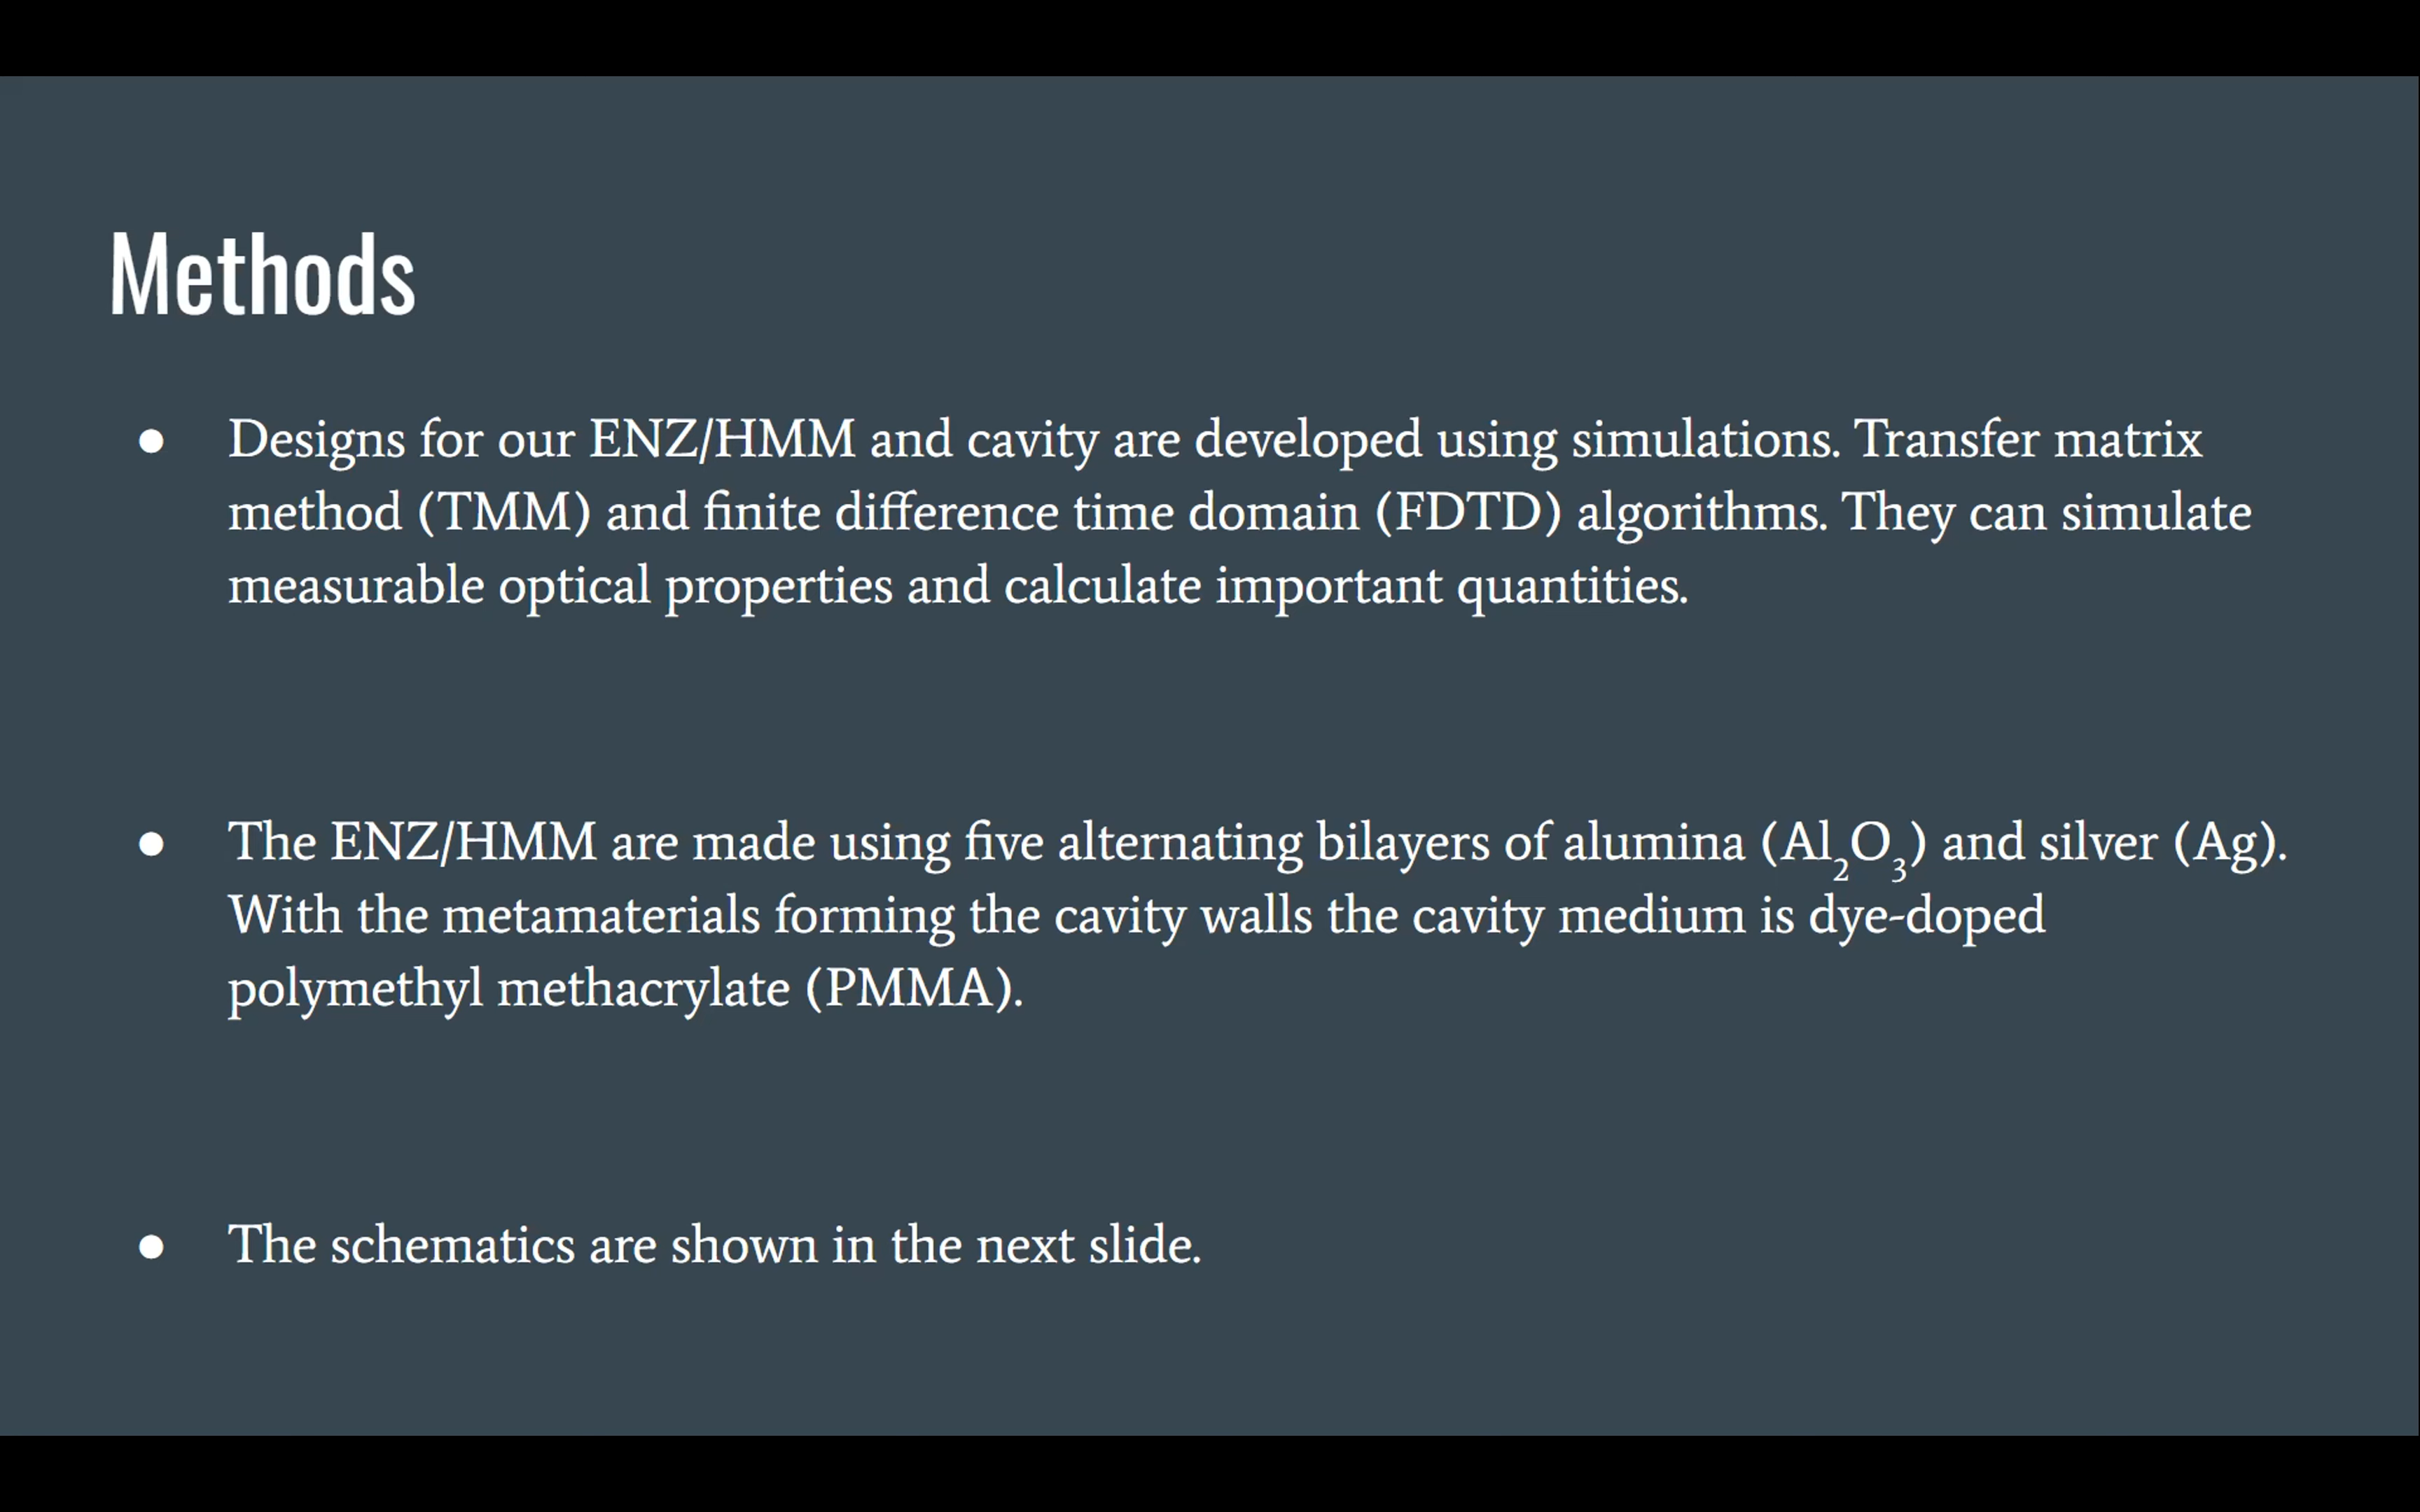 Methods
● Designs for our ENZ/HMM and cavity are developed using simulations. Transfer matrix
method (TMM) and finite difference time domain (FDTD) algorithms. They can simulate
measurable optical properties and calculate important quantities.
● The ENZ/HMM are made using five alternating bilayers of alumina (Al₂O₃) and silver (Ag).
With the metamaterials forming the cavity walls the cavity medium is dye-doped
polymethyl methacrylate (PMMA).
● The schematics are shown in the next slide.